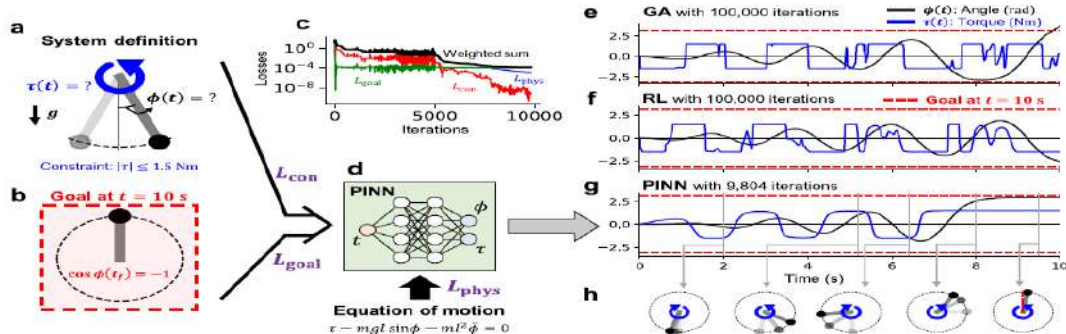 a
System definition
τ(t) = ?
ϕ(t) = ?
g
Constraint: |τ| ≤ 1.5 Nm
b
Goal at t = 10 s
cos ϕ(t_f) = −1
c
Losses
10^0
10^-4
10^-8
Weighted sum
L_goal
L_con
L_phys
0
5000
10000
Iterations
L_con
L_goal
d
PINN
t
ϕ
τ
L_phys
Equation of motion
τ − mgl sinϕ − ml²ϕ̈ = 0
e
GA with 100,000 iterations
ϕ(t): Angle (rad)
τ(t): Torque (Nm)
2.5
0.0
−2.5
f
RL with 100,000 iterations
Goal at t = 10 s
2.5
0.0
−2.5
g
PINN with 9,804 iterations
2.5
0.0
−2.5
0 2 4 6 8 10
Time (s)
h